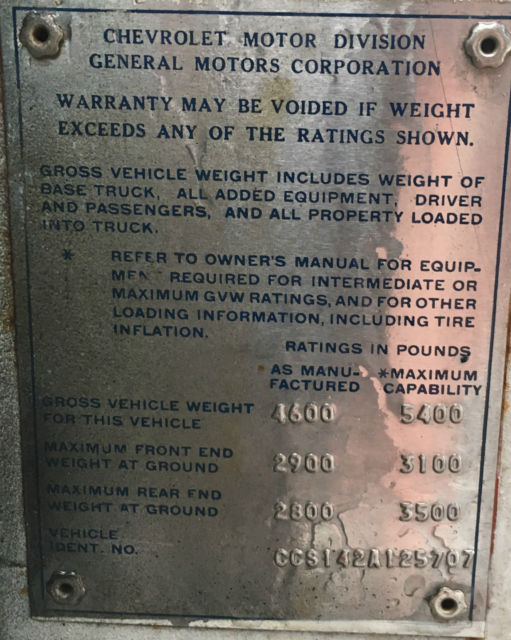 CHEVROLET MOTOR DIVISION
GENERAL MOTORS CORPORATION
WARRANTY MAY BE VOIDED IF WEIGHT
EXCEEDS ANY OF THE RATINGS SHOWN.
GROSS VEHICLE WEIGHT INCLUDES WEIGHT OF
BASE TRUCK, ALL ADDED EQUIPMENT, DRIVER
AND PASSENGERS, AND ALL PROPERTY LOADED
INTO TRUCK.
* REFER TO OWNER'S MANUAL FOR EQUIP-
MENT REQUIRED FOR INTERMEDIATE OR
MAXIMUM GVW RATINGS, AND FOR OTHER
LOADING INFORMATION, INCLUDING TIRE
INFLATION.
RATINGS IN POUNDS
AS MANU- *MAXIMUM
FACTURED CAPABILITY
GROSS VEHICLE WEIGHT
FOR THIS VEHICLE 4600 5400
MAXIMUM FRONT END
WEIGHT AT GROUND 2900 3100
MAXIMUM REAR END
WEIGHT AT GROUND 2800 3500
VEHICLE
IDENT. NO. CCS142A125707